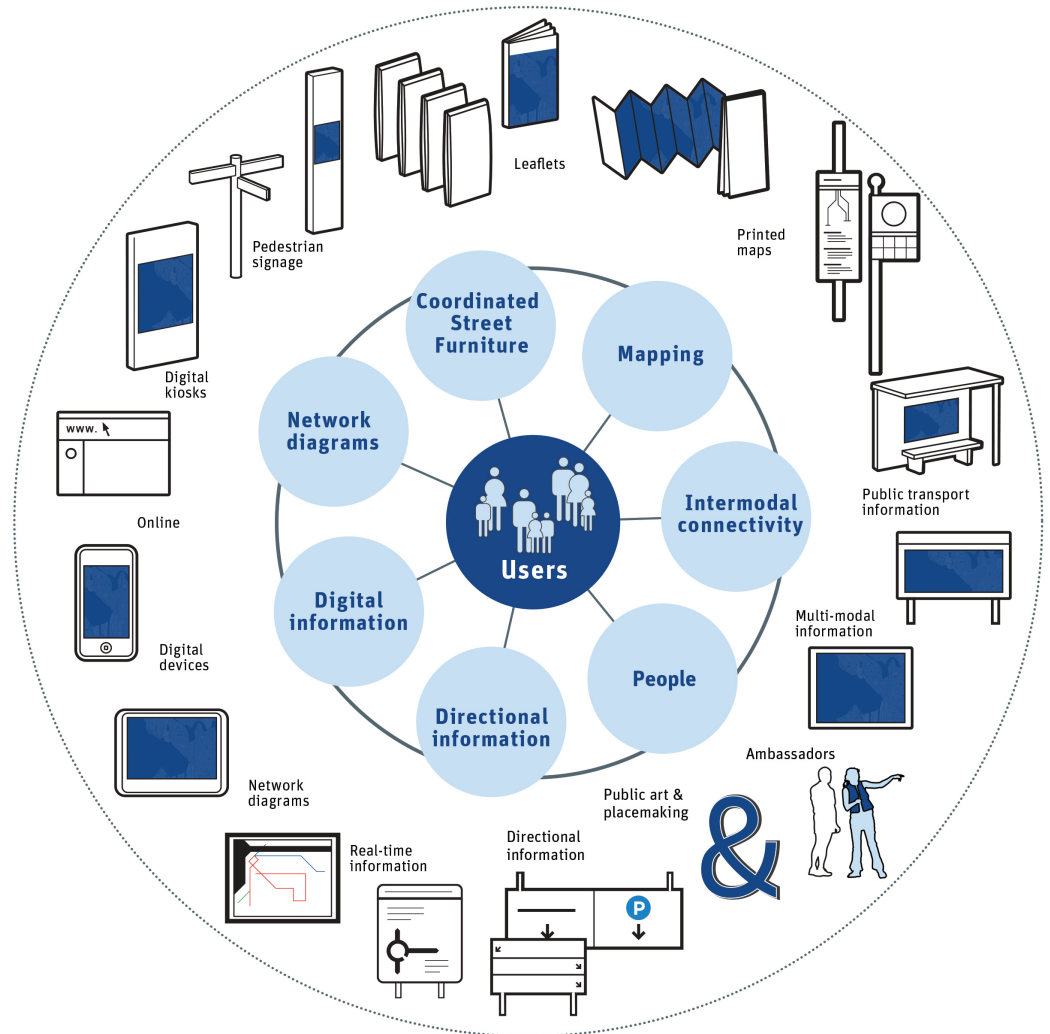 Leaflets
Pedestrian
signage
Printed
maps
Digital
kiosks
www.
Online
Digital
devices
Network
diagrams
Real-time
information
Directional
information
P
Public art &
placemaking
&
Ambassadors
Multi-modal
information
Public transport
information
Coordinated
Street
Furniture
Mapping
Intermodal
connectivity
People
Directional
information
Digital
information
Network
diagrams
Users